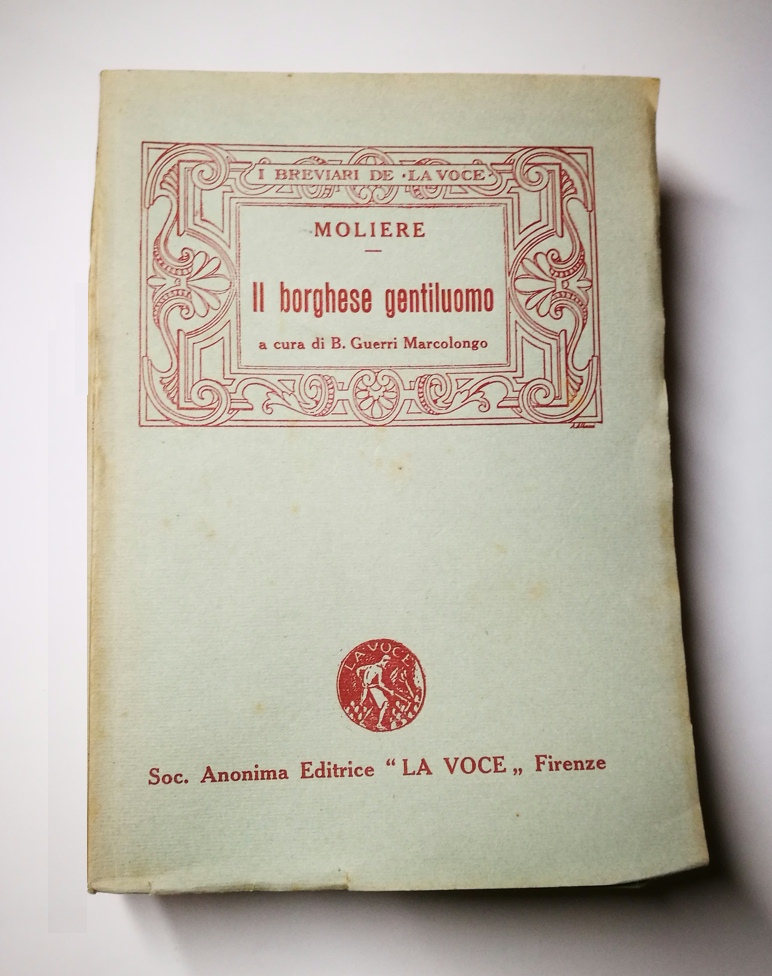 I BREVIARI DE • LA VOCE •
MOLIERE
Il borghese gentiluomo
a cura di B. Guerri Marcolongo
LA VOCE
Soc. Anonima Editrice “ LA VOCE „ Firenze